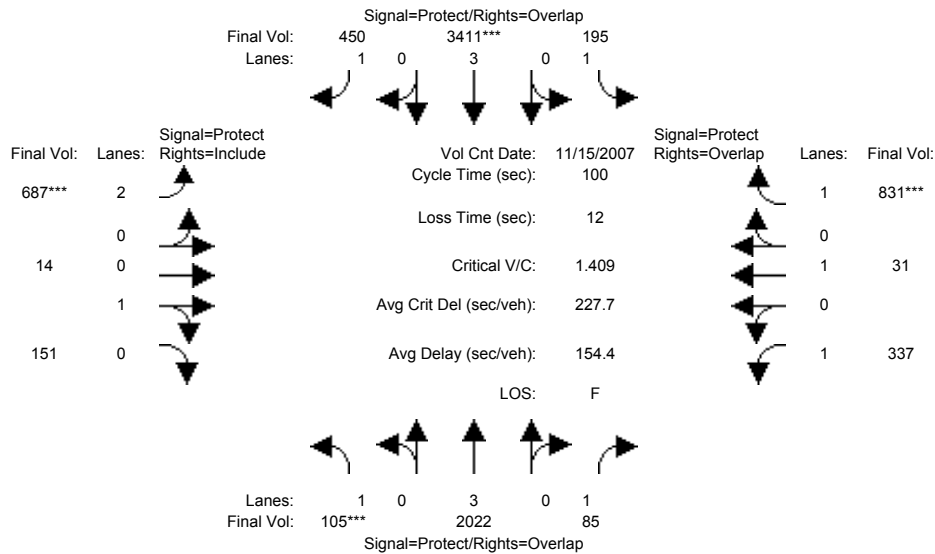 Signal=Protect/Rights=Overlap
Final Vol: 450 3411*** 195
Lanes: 1 0 3 0 1
Signal=Protect Signal=Protect
Final Vol: Lanes: Rights=Include Vol Cnt Date: 11/15/2007 Rights=Overlap Lanes: Final Vol:
Cycle Time (sec): 100
687*** 2 1 831***
Loss Time (sec): 12
0 0
14 0 Critical V/C: 1.409 1 31
1 Avg Crit Del (sec/veh): 227.7 0
151 0 Avg Delay (sec/veh): 154.4 1 337
LOS: F
Lanes: 1 0 3 0 1
Final Vol: 105*** 2022 85
Signal=Protect/Rights=Overlap